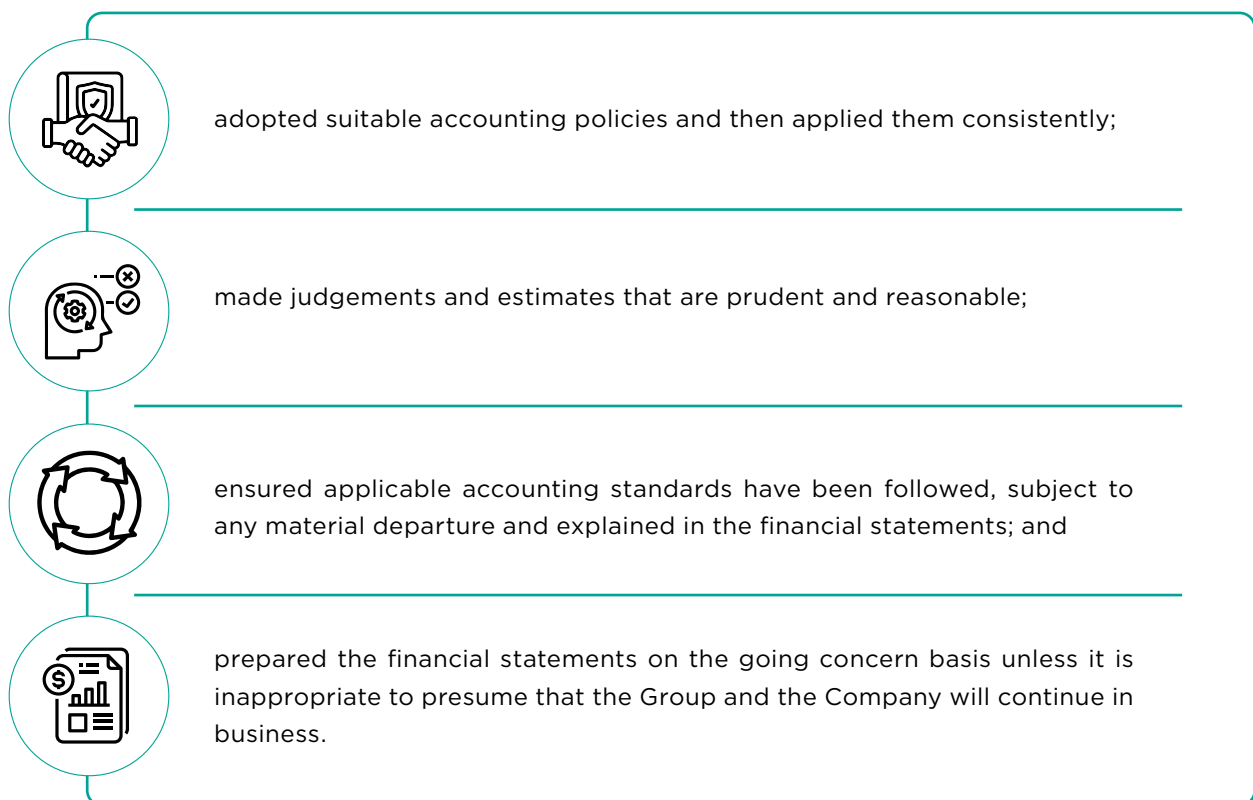 adopted suitable accounting policies and then applied them consistently;
made judgements and estimates that are prudent and reasonable;
ensured applicable accounting standards have been followed, subject to
any material departure and explained in the financial statements; and
$
prepared the financial statements on the going concern basis unless it is
inappropriate to presume that the Group and the Company will continue in
business.